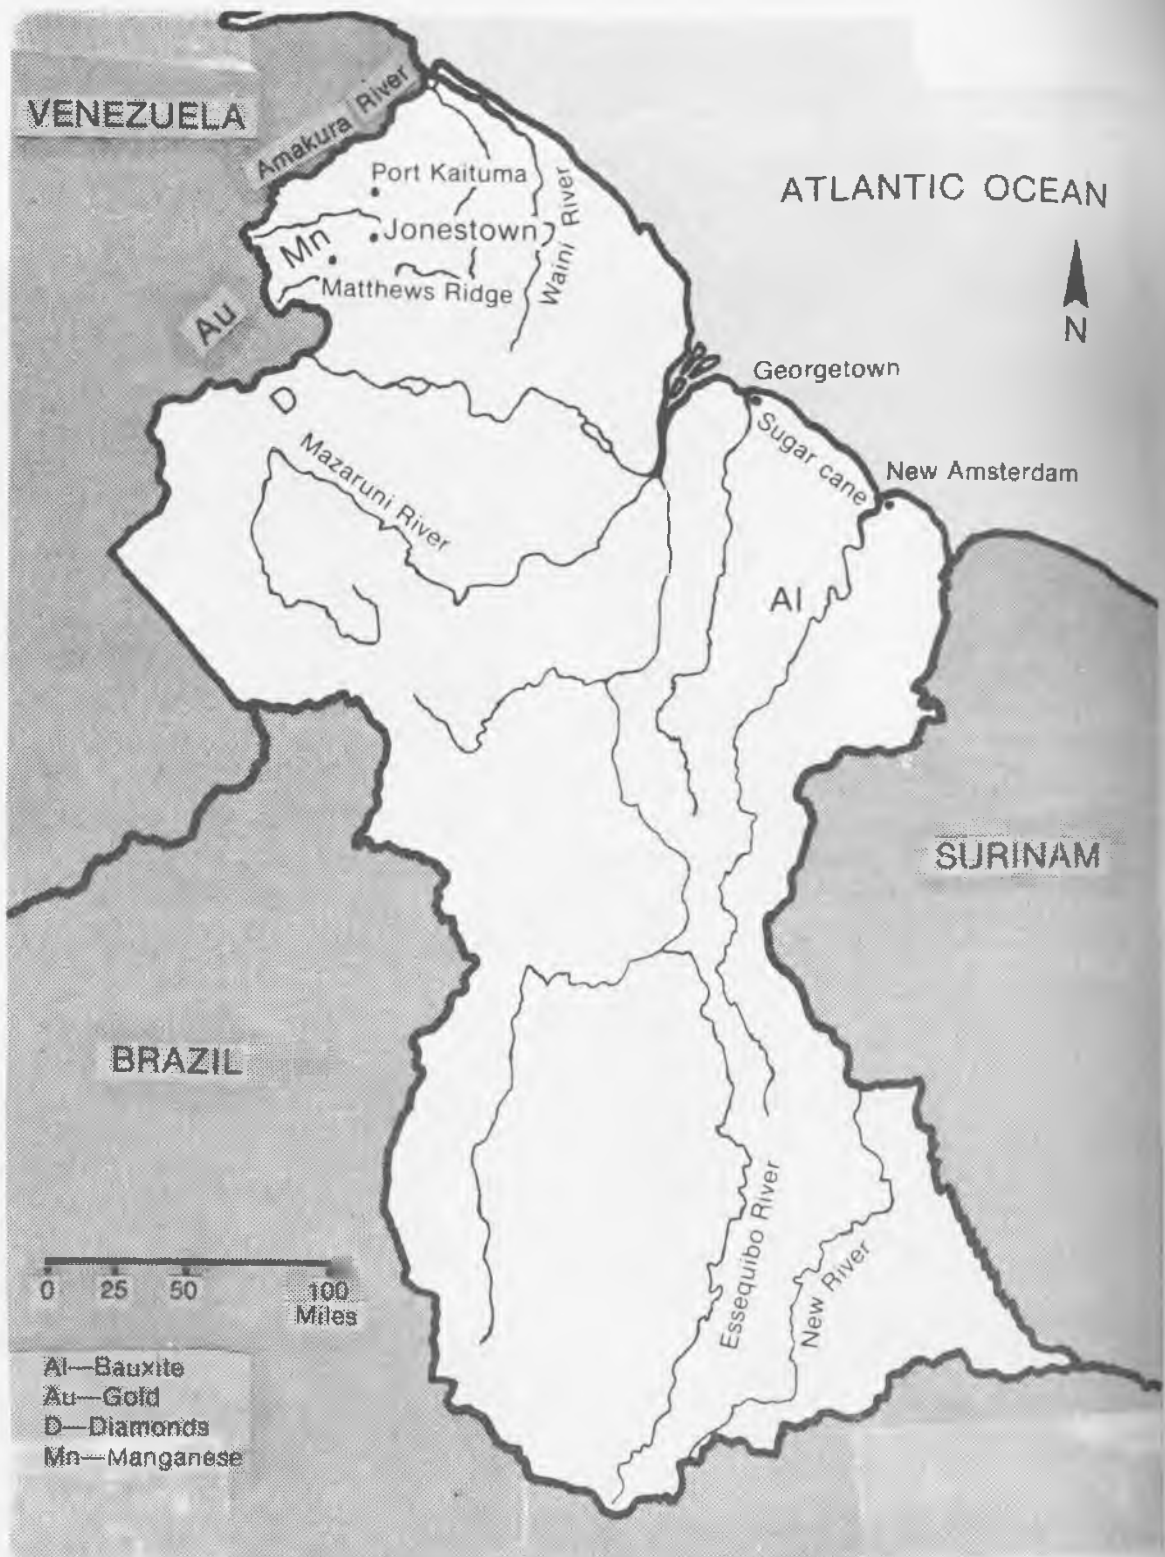 VENEZUELA
Amakura River
Port Kaituma
ATLANTIC OCEAN
Jonestown
Waini River
Mn
Matthews Ridge
Au
N
Georgetown
D
Sugar cane
Mazaruni River
New Amsterdam
Al
SURINAM
BRAZIL
Essequibo River
New River
0 25 50 100
Miles
Al—Bauxite
Au—Gold
D—Diamonds
Mn—Manganese